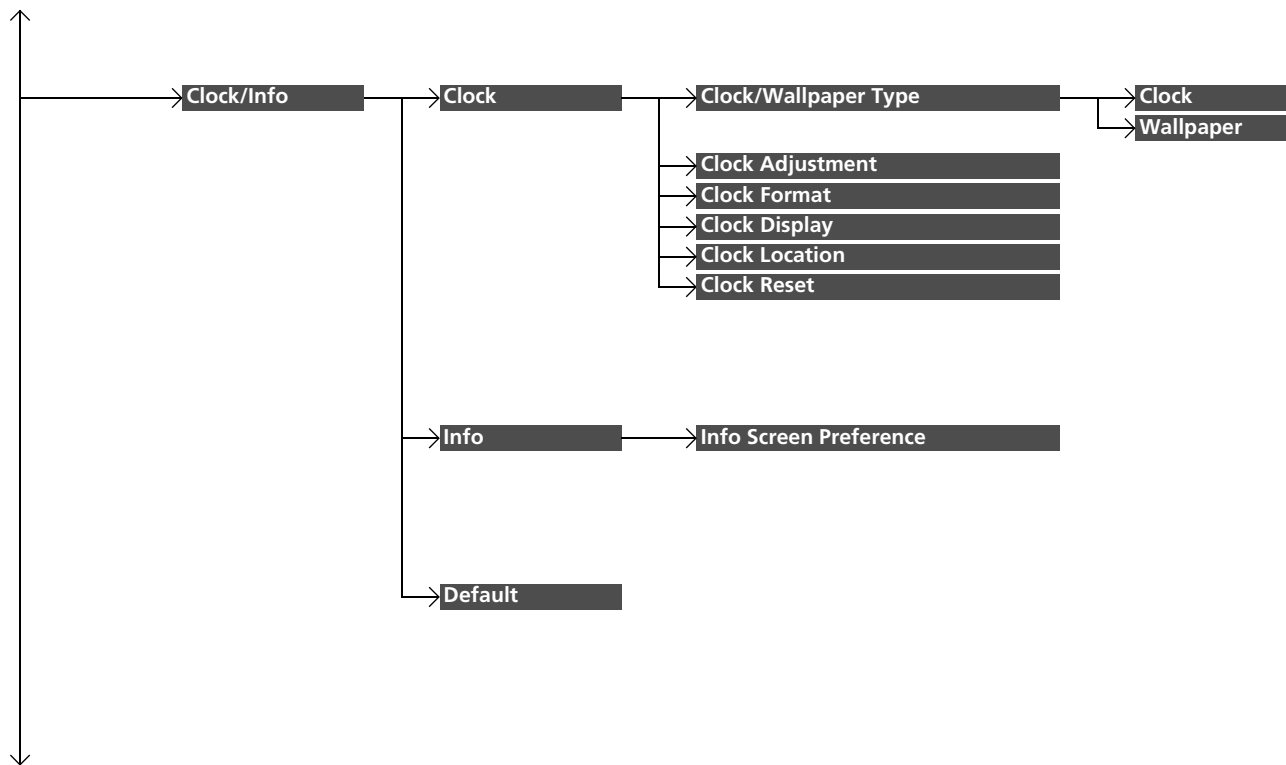 Clock/Info
Clock
Clock/Wallpaper Type
Clock
Wallpaper
Clock Adjustment
Clock Format
Clock Display
Clock Location
Clock Reset
Info
Info Screen Preference
Default